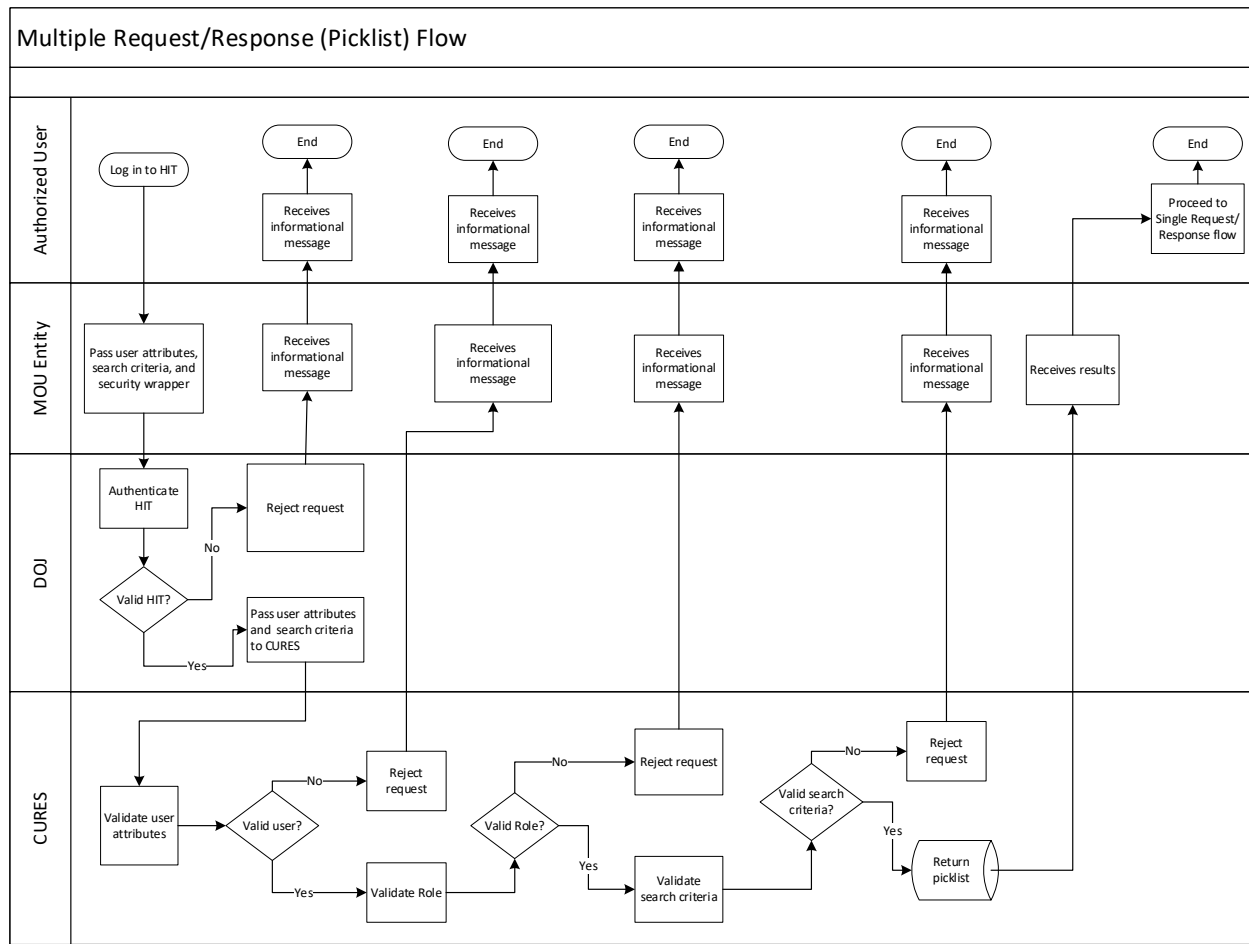 Multiple Request/Response (Picklist) Flow
Authorized User
Log in to HIT
End
Receives
informational
message
End
Receives
informational
message
End
Receives
informational
message
End
Receives
informational
message
End
Proceed to
Single Request/
Response flow
MOU Entity
Pass user attributes,
search criteria, and
security wrapper
Receives
informational
message
Receives
informational
message
Receives
informational
message
Receives
informational
message
Receives results
DOJ
Authenticate
HIT
Valid HIT?
No
Reject request
Yes
Pass user attributes
and search criteria
to CURES
CURES
Validate user
attributes
Valid user?
No
Reject
request
Yes
Validate Role
Valid Role?
No
Reject request
Yes
Validate
search criteria
Valid search
criteria?
No
Reject
request
Yes
Return
picklist